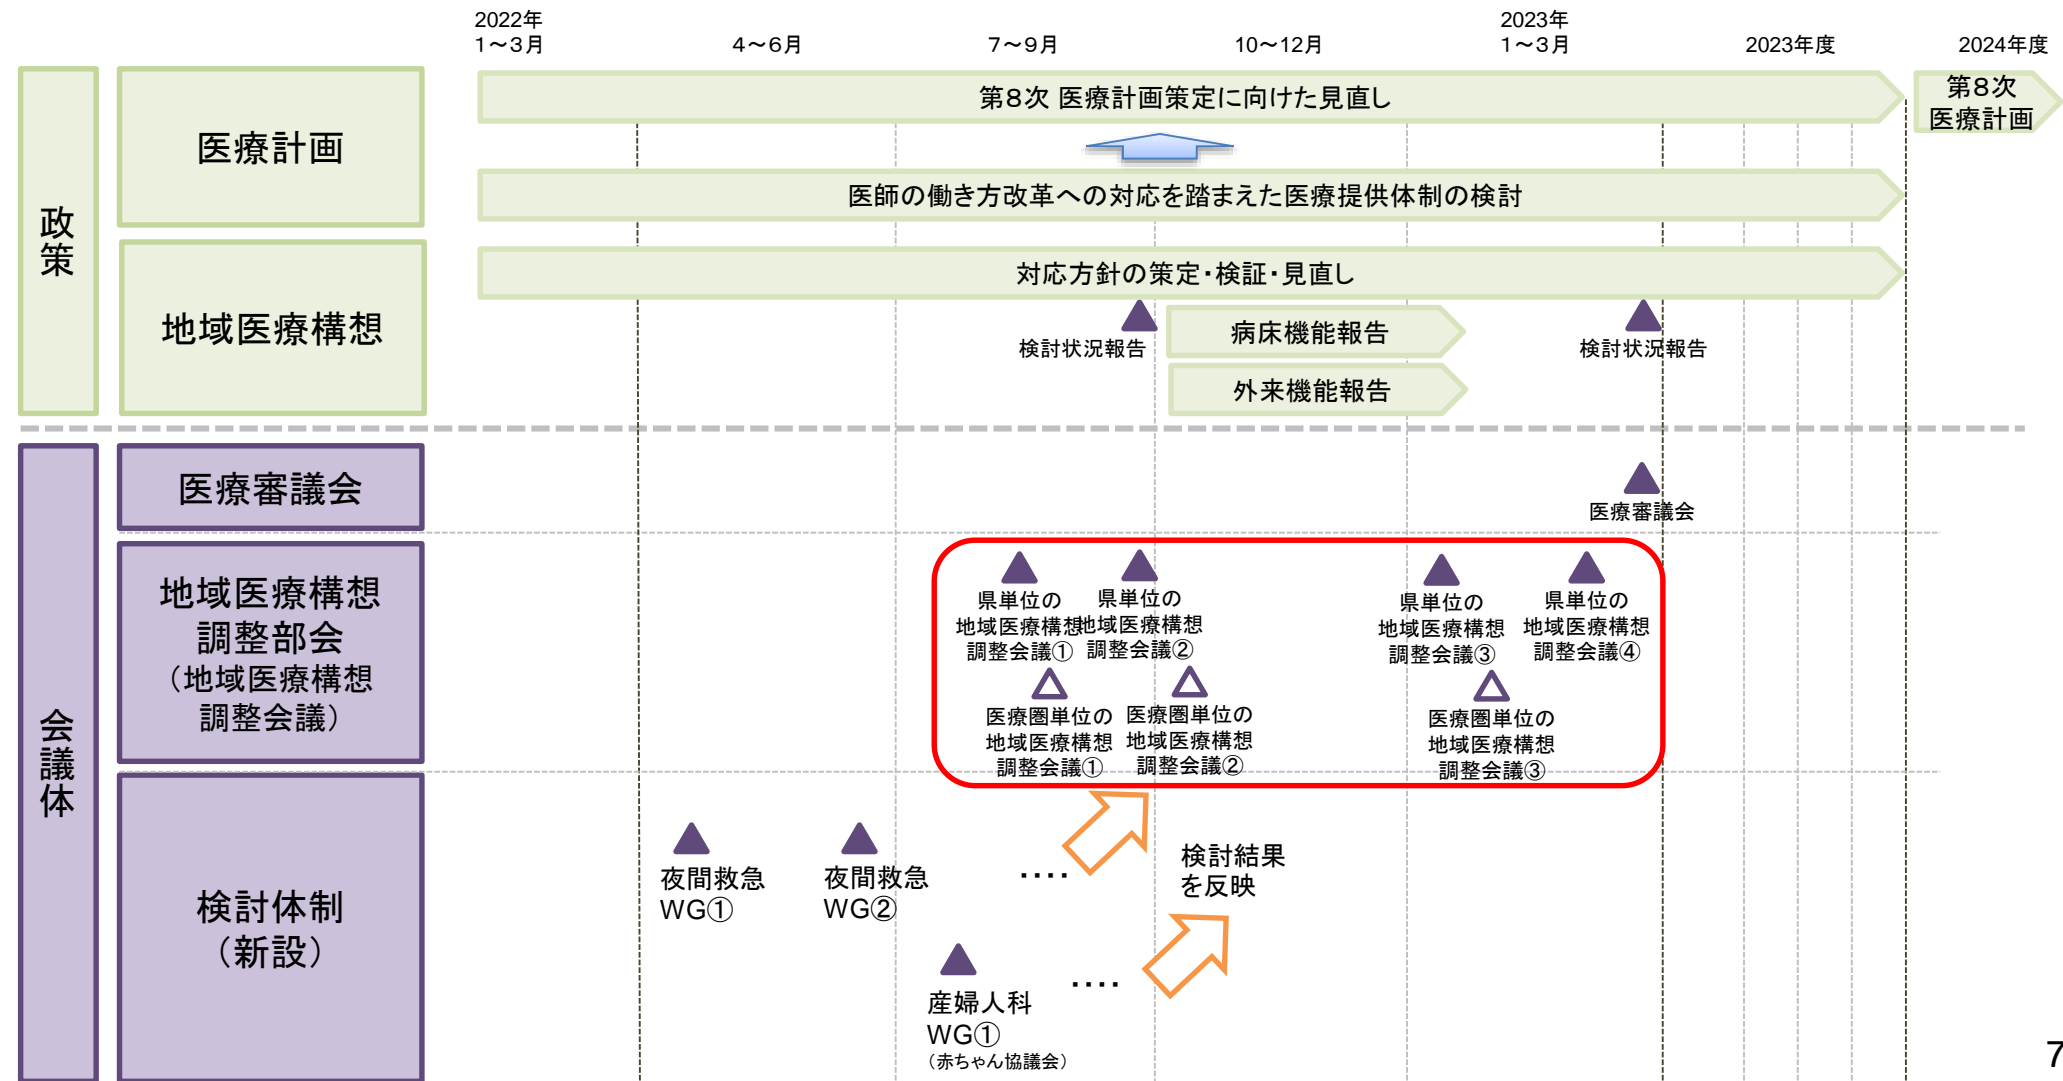 2022年
1～3月
4～6月
7～9月
10～12月
2023年
1～3月
2023年度
2024年度
政策
医療計画
第8次 医療計画策定に向けた見直し
第8次
医療計画
医師の働き方改革への対応を踏まえた医療提供体制の検討
地域医療構想
対応方針の策定・検証・見直し
検討状況報告
病床機能報告
外来機能報告
検討状況報告
会議体
医療審議会
医療審議会
地域医療構想
調整部会
（地域医療構想
調整会議）
県単位の
地域医療構想
調整会議①
県単位の
地域医療構想
調整会議②
県単位の
地域医療構想
調整会議③
県単位の
地域医療構想
調整会議④
医療圏単位の
地域医療構想
調整会議①
医療圏単位の
地域医療構想
調整会議②
医療圏単位の
地域医療構想
調整会議③
検討体制
（新設）
夜間救急
WG①
夜間救急
WG②
････
検討結果
を反映
産婦人科
WG①
（赤ちゃん協議会）
････
7